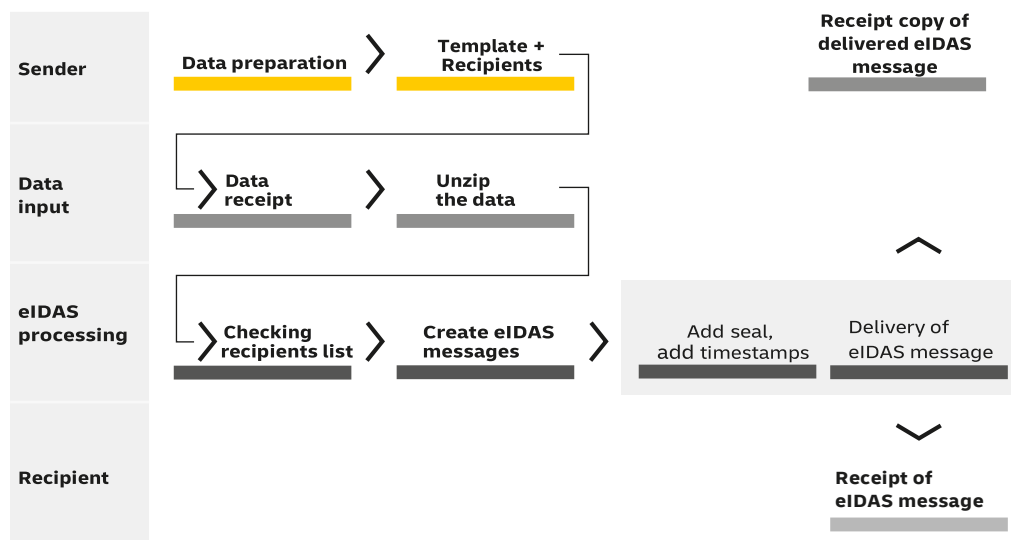 Sender
Data preparation
Template +
Recipients
Receipt copy of
delivered eIDAS
message
Data
input
Data
receipt
Unzip
the data
eIDAS
processing
Checking
recipients list
Create eIDAS
messages
Add seal,
add timestamps
Delivery of
eIDAS message
Recipient
Receipt of
eIDAS message